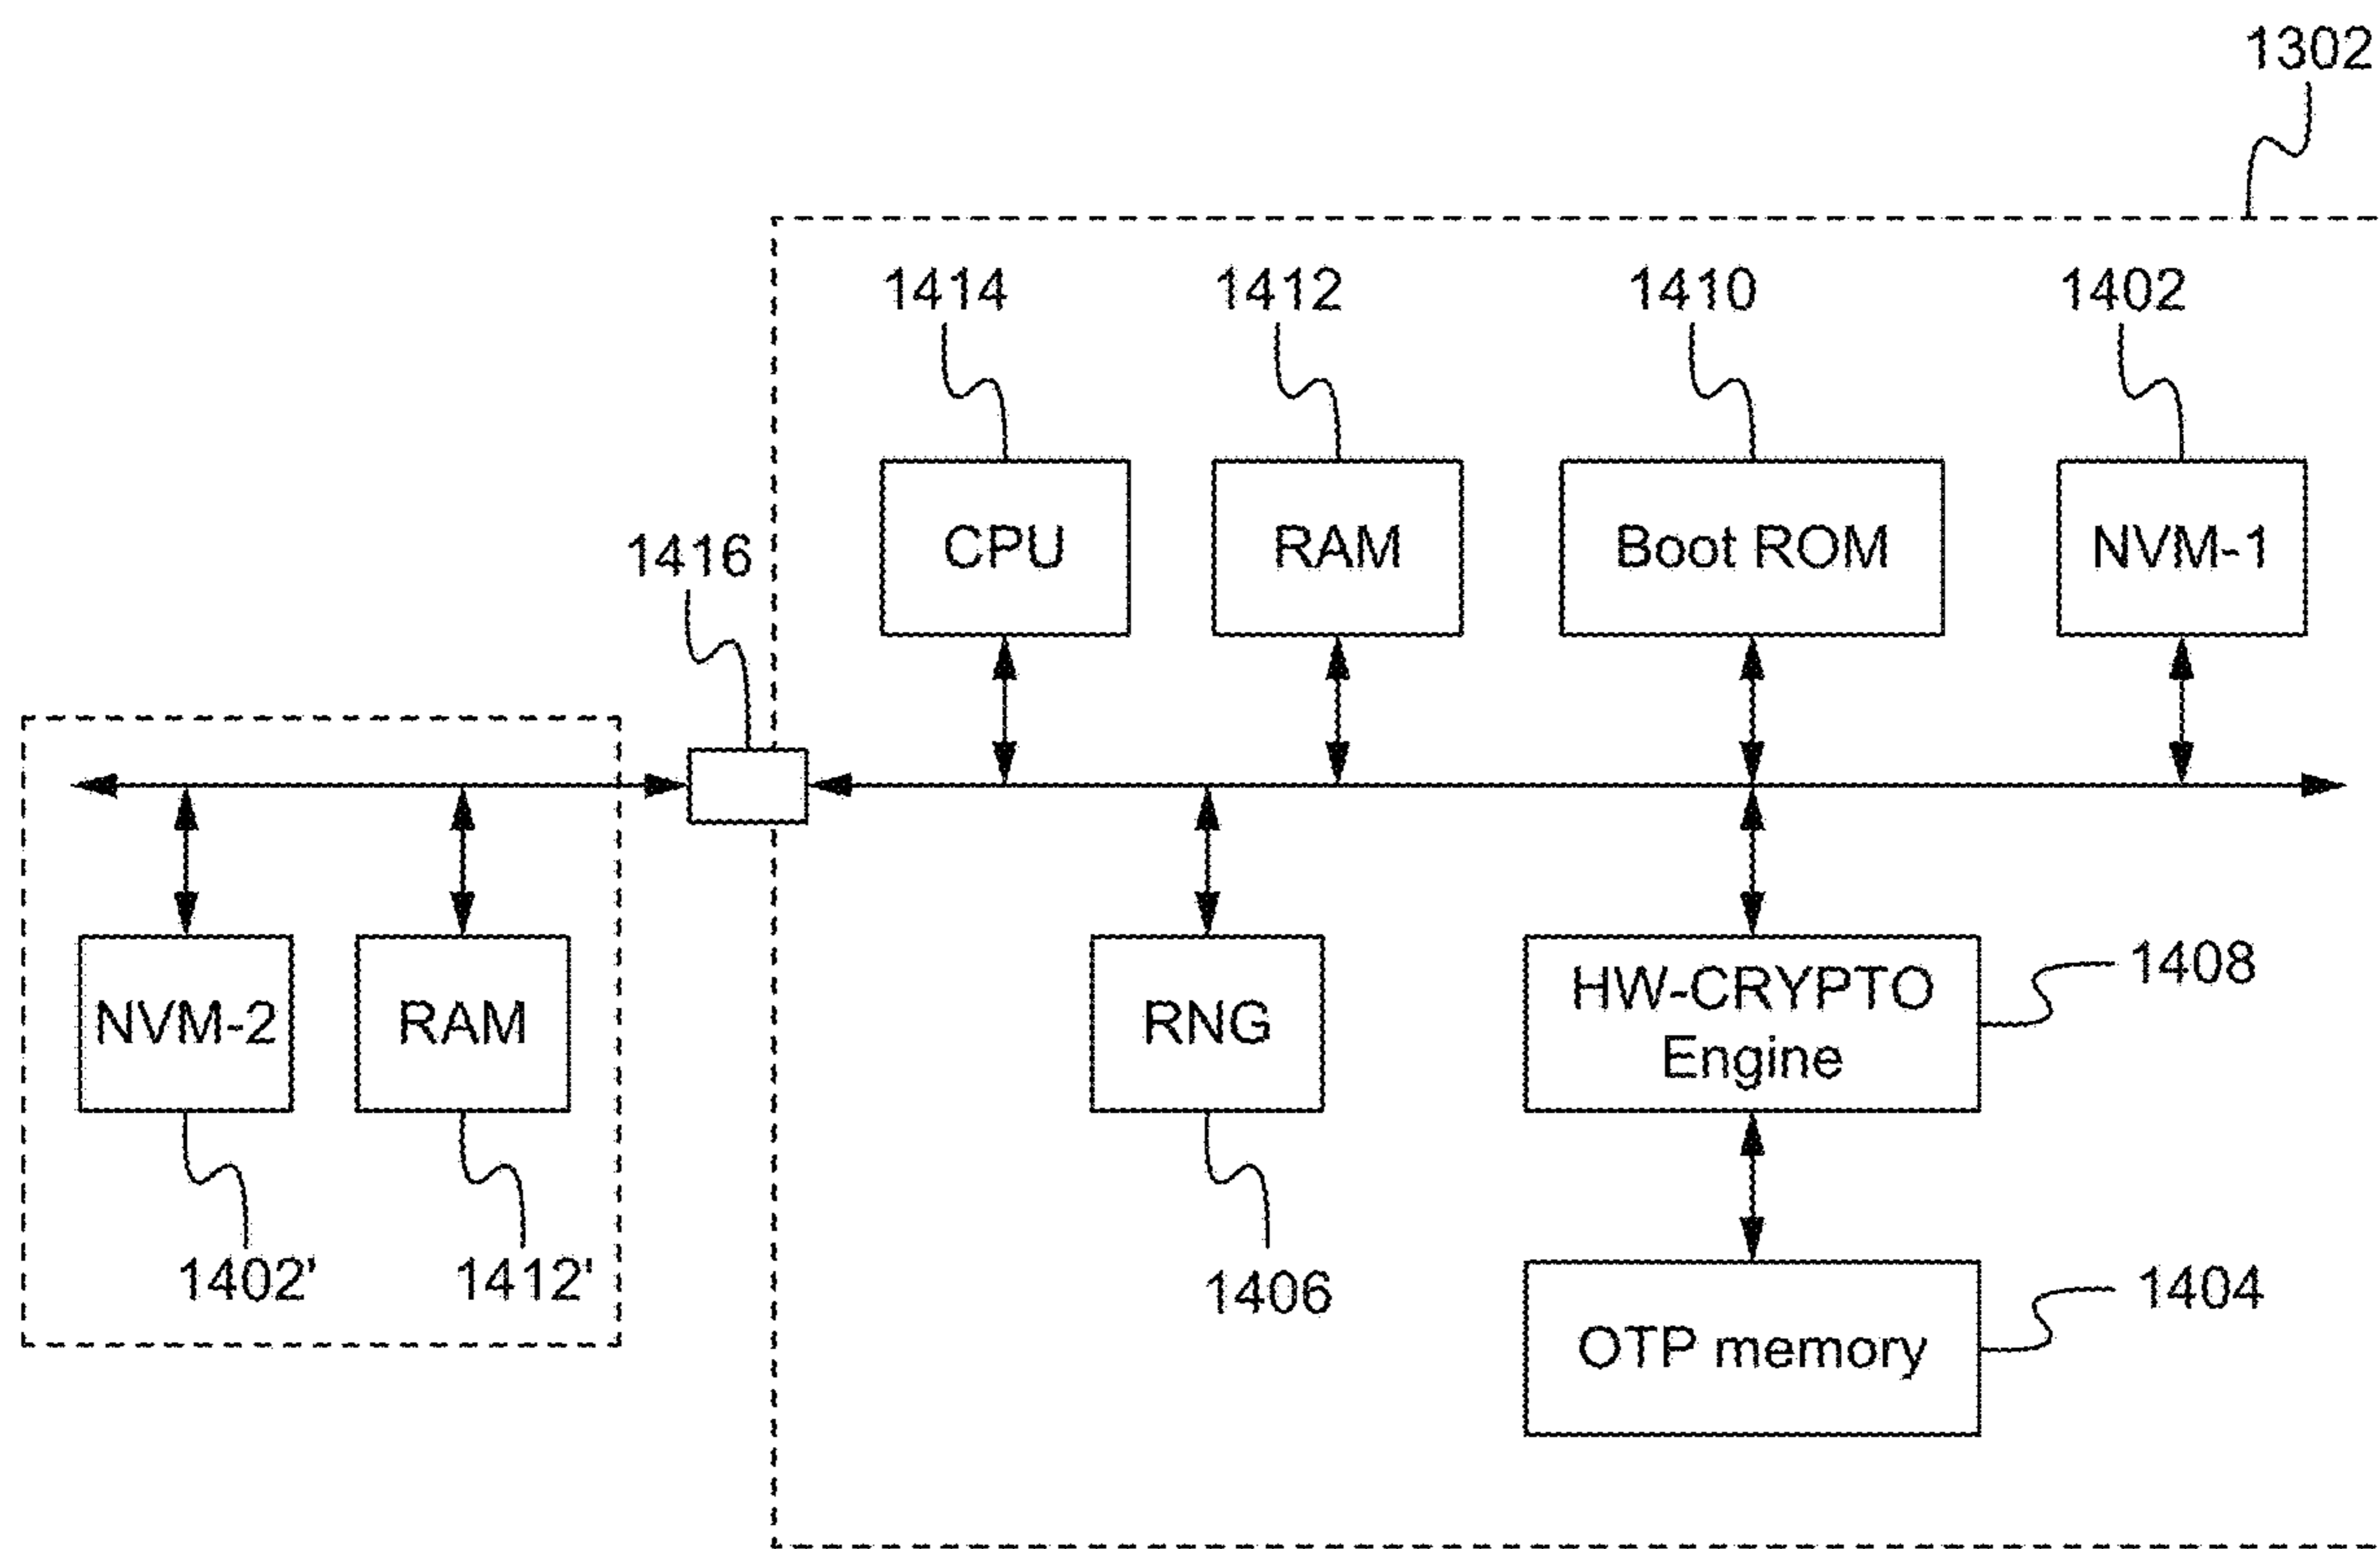 1302
1414
1412
1410
1402
CPU
RAM
Boot ROM
NVM-1
1416
NVM-2
RAM
RNG
HW-CRYPTO
Engine
1408
1402'
1412'
1406
OTP memory
1404